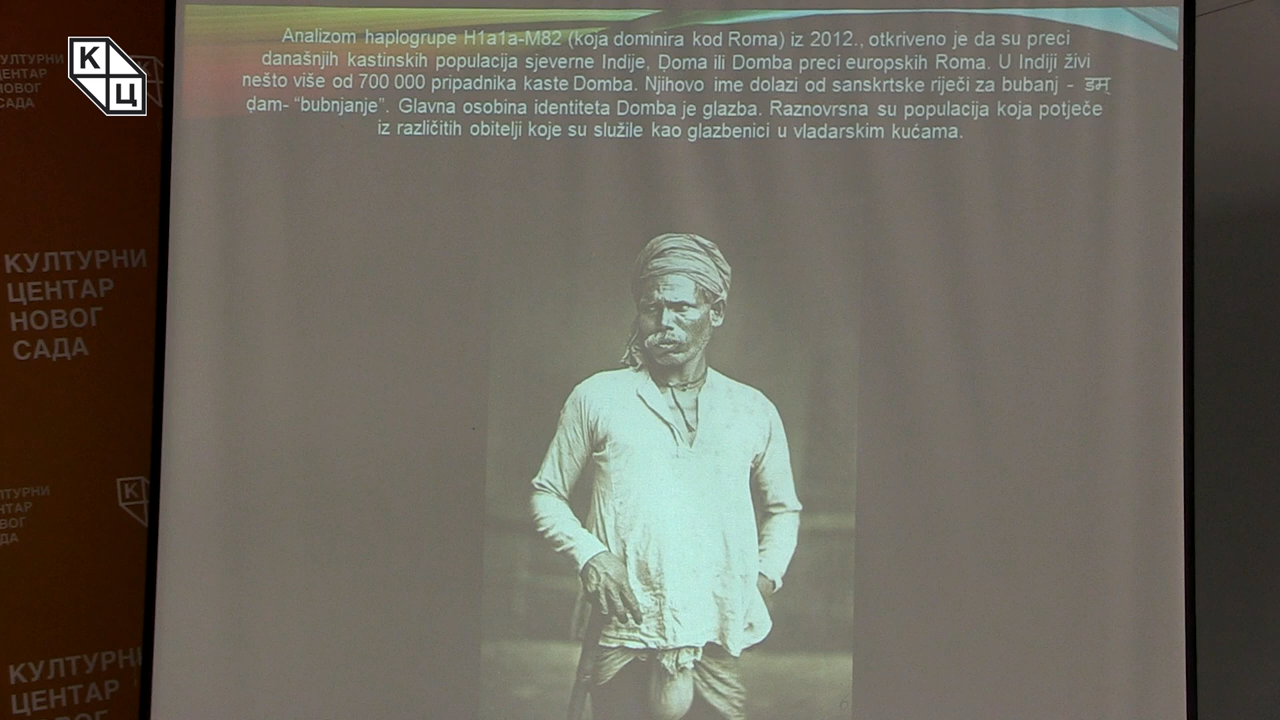 Analizom haplogrupe H1a1a-M82 (koja dominira kod Roma) iz 2012., otkriveno je da su preci
današnjih kastinskih populacija sjeverne Indije, Ḍoma ili Domba preci europskih Roma. U Indiji živi
nešto više od 700 000 pripadnika kaste Domba. Njihovo ime dolazi od sanskrtske riječi za bubanj - डम्
ḍam- “bubnjanje”. Glavna osobina identiteta Domba je glazba. Raznovrsna su populacija koja potječe
iz različitih obitelji koje su služile kao glazbenici u vladarskim kućama.
К
Ц
КУЛТУРНИ
ЦЕНТАР
НОВОГ
САДА
КУЛТУРНИ
ЦЕНТАР
НОВОГ
САДА
К
КУЛТУРНИ
ЦЕНТАР